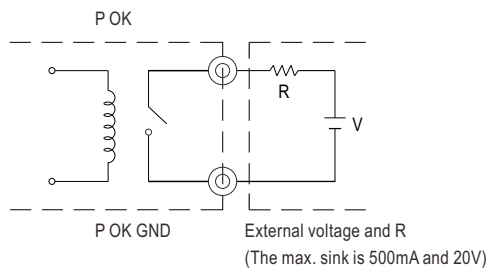 P OK
R
V
P OK GND
External voltage and R
(The max. sink is 500mA and 20V)